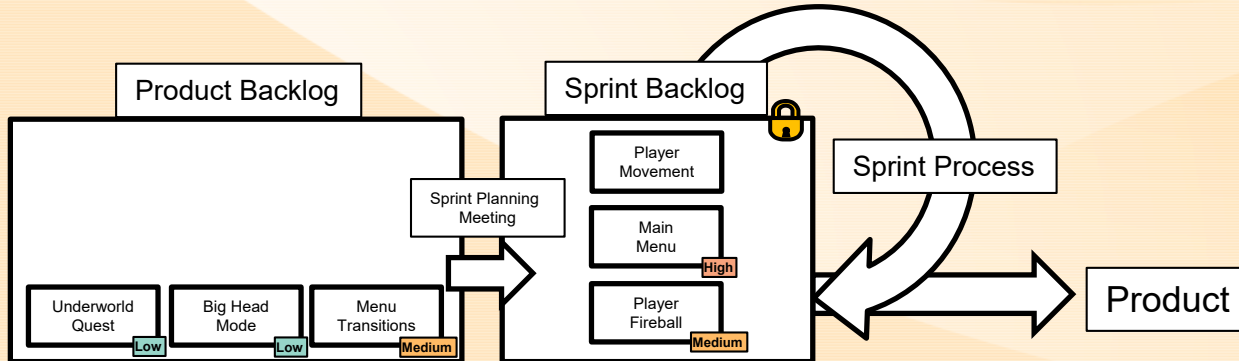 Product Backlog
Sprint Backlog
Player
Movement
Sprint Process
Sprint Planning
Meeting
Main
Menu
High
Underworld
Quest
Low
Big Head
Mode
Low
Menu
Transitions
Medium
Player
Fireball
Medium
Product